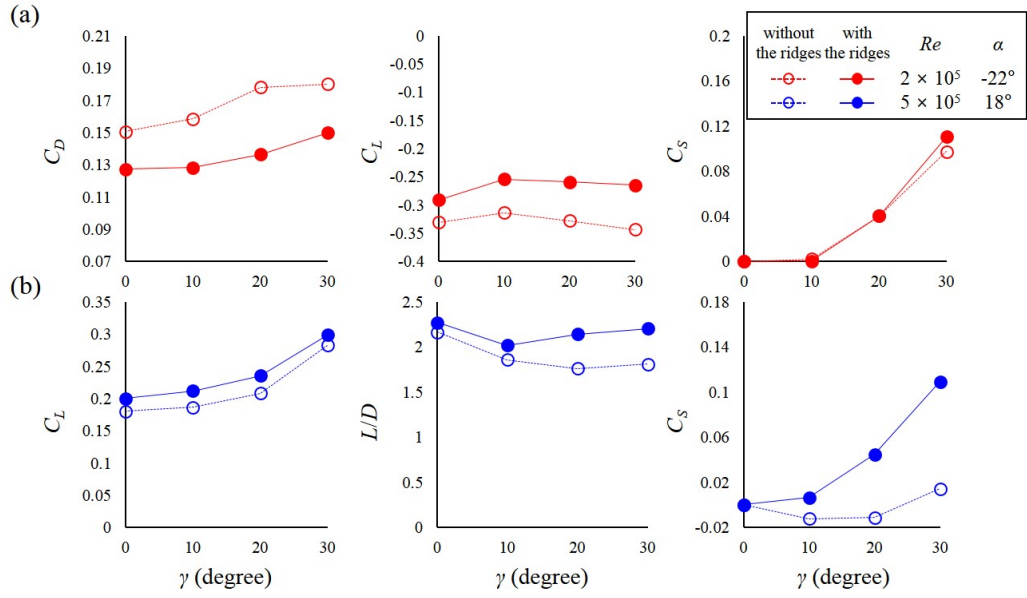 (a)
0.21
0.19
0.17
0.15
0.13
0.11
0.09
0.07
C_D
0 10 20 30
0
-0.05
-0.1
-0.15
-0.2
-0.25
-0.3
-0.35
-0.4
C_L
0 10 20 30
0.2
0.16
0.12
0.08
0.04
0
C_S
0 10 20 30
without the ridges
with the ridges
Re
α
2 × 10⁵ -22°
5 × 10⁵ 18°
(b)
0.35
0.3
0.25
0.2
0.15
0.1
0.05
0
C_L
0 10 20 30
γ (degree)
2.5
2
1.5
1
0.5
0
L/D
0 10 20 30
γ (degree)
0.18
0.14
0.1
0.06
0.02
-0.02
C_S
0 10 20 30
γ (degree)